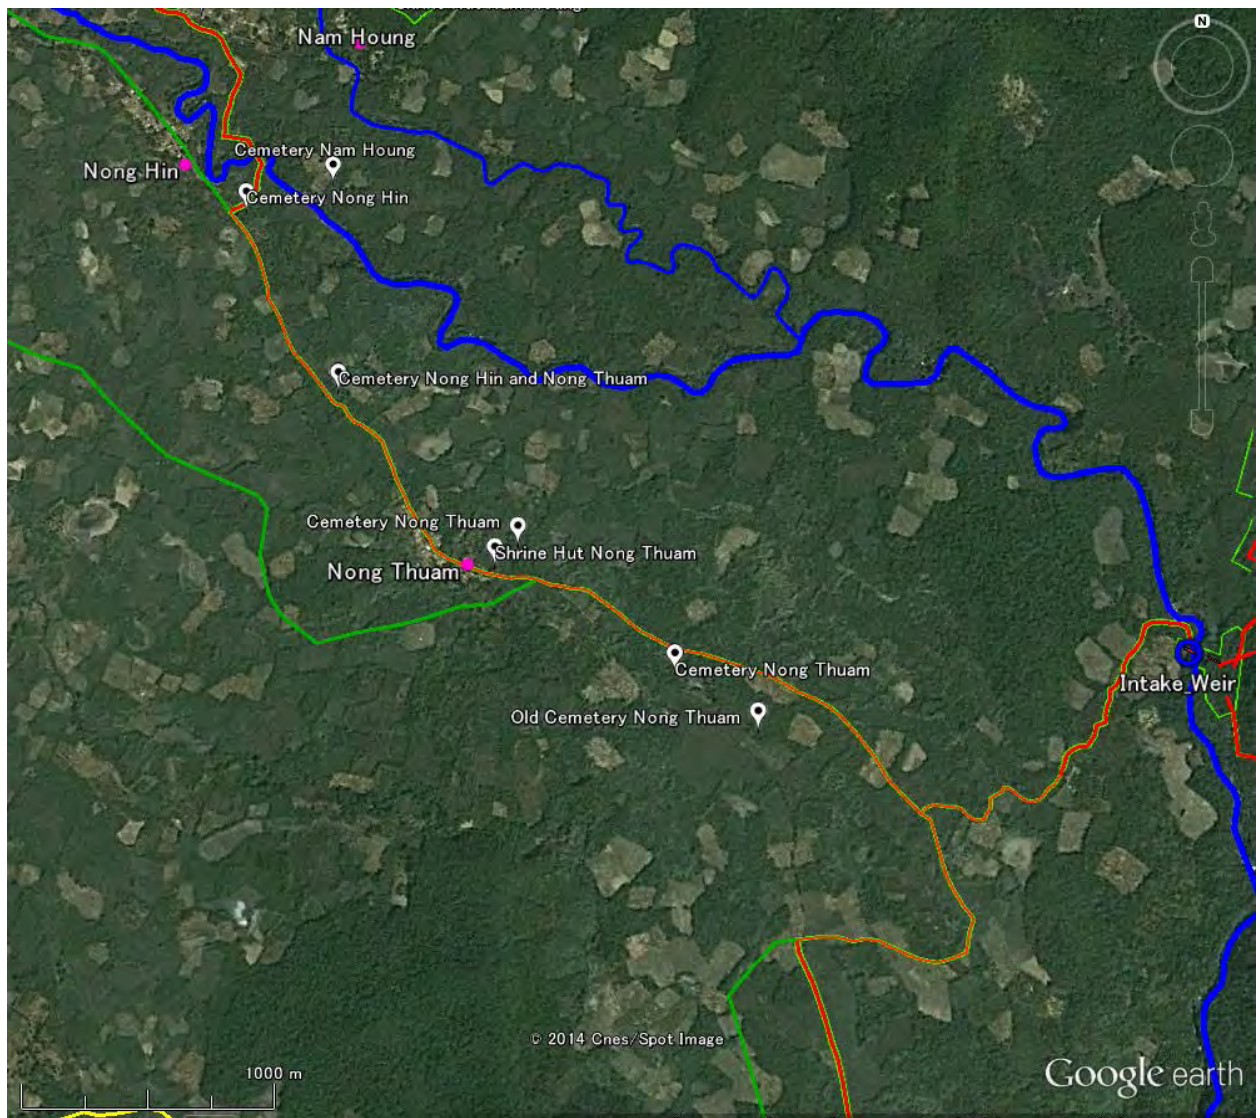 Nam Houng
N
Cemetery Nam Houng
Nong Hin
Cemetery Nong Hin
Cemetery Nong Hin and Nong Thuam
Cemetery Nong Thuam
Shrine Hut Nong Thuam
Nong Thuam
Cemetery Nong Thuam
Intake Weir
Old Cemetery Nong Thuam
© 2014 Cnes/Spot Image
1000 m
Google earth